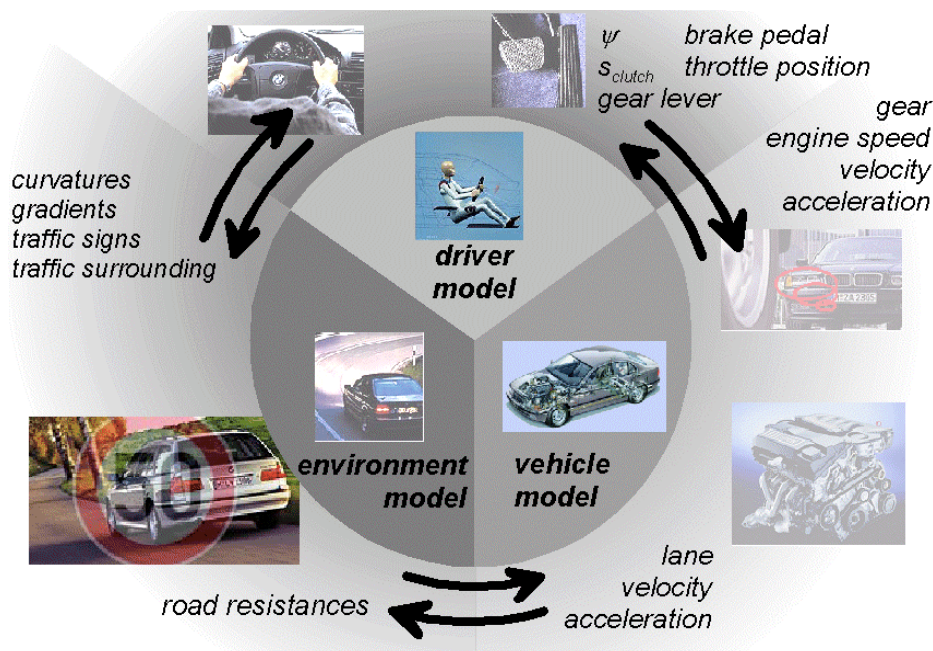 ψ brake pedal
s_clutch throttle position
gear lever
gear
engine speed
velocity
acceleration
curvatures
gradients
traffic signs
traffic surrounding
driver
model
environment
model
vehicle
model
50
lane
velocity
acceleration
road resistances